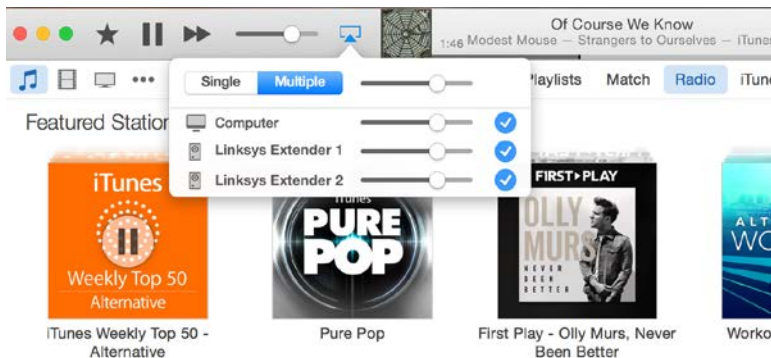 Of Course We Know
1:46 Modest Mouse — Strangers to Ourselves — iTunes
Single Multiple
Playlists Match Radio iTun
Featured Station
Computer
Linksys Extender 1
Linksys Extender 2
iTunes
Weekly Top 50
Alternative
iTunes
PURE
POP
FIRST PLAY
OLLY
MURS
NEVER
BEEN
BETTER
ALT
WO
iTunes Weekly Top 50 -
Alternative
Pure Pop
First Play - Olly Murs, Never
Been Better
Worko